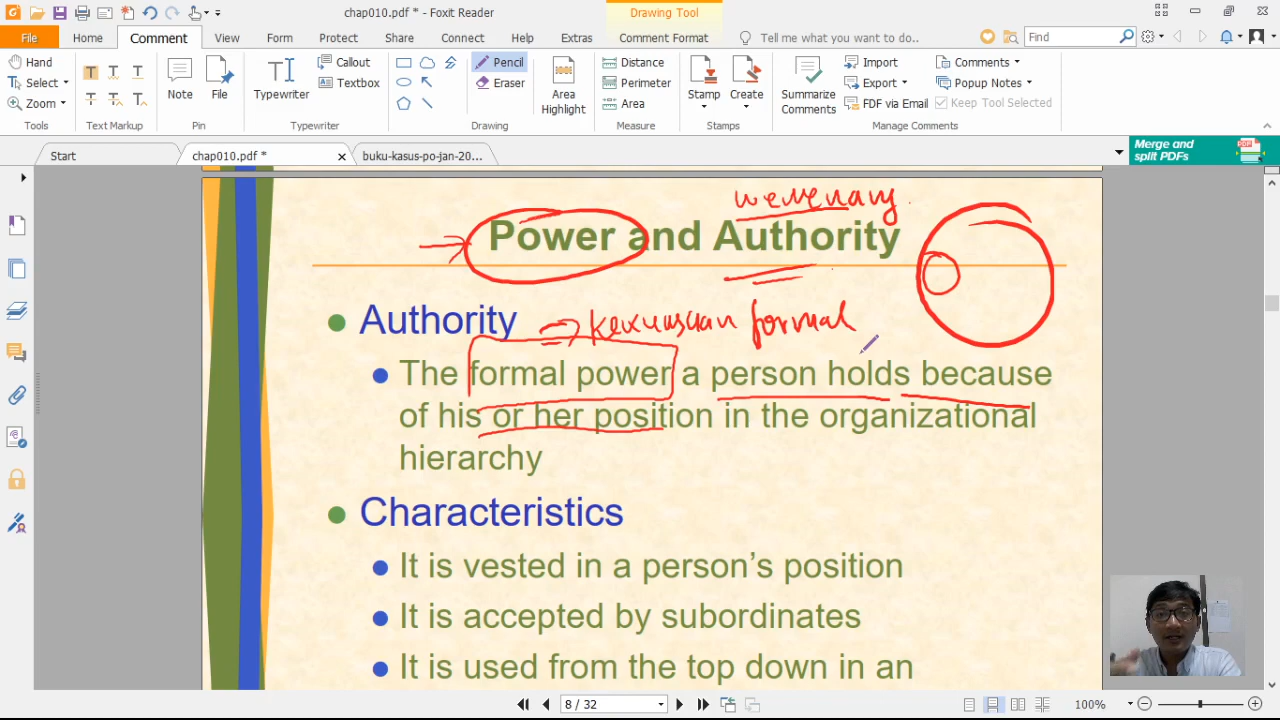 chap010.pdf * - Foxit Reader
Drawing Tool
File Home Comment View Form Protect Share Connect Help Extras Comment Format Tell me what you want to do... Find
Hand
Select
Zoom
Tools
Text Markup
Note
File
Pin
Typewriter
Callout
Textbox
Typewriter
Pencil
Eraser
Drawing
Area Highlight
Distance
Perimeter
Area
Measure
Stamp
Create
Stamps
Summarize Comments
Import
Export
FDF via Email
Comments
Popup Notes
Keep Tool Selected
Manage Comments
Start chap010.pdf * buku-kasus-po-jan-20...
Merge and
split PDFs
PDF
wewenang
Power and Authority
Authority
kekuasaan formal
The formal power a person holds because
of his or her position in the organizational
hierarchy
Characteristics
It is vested in a person's position
It is accepted by subordinates
It is used from the top down in an
8 / 32
100%